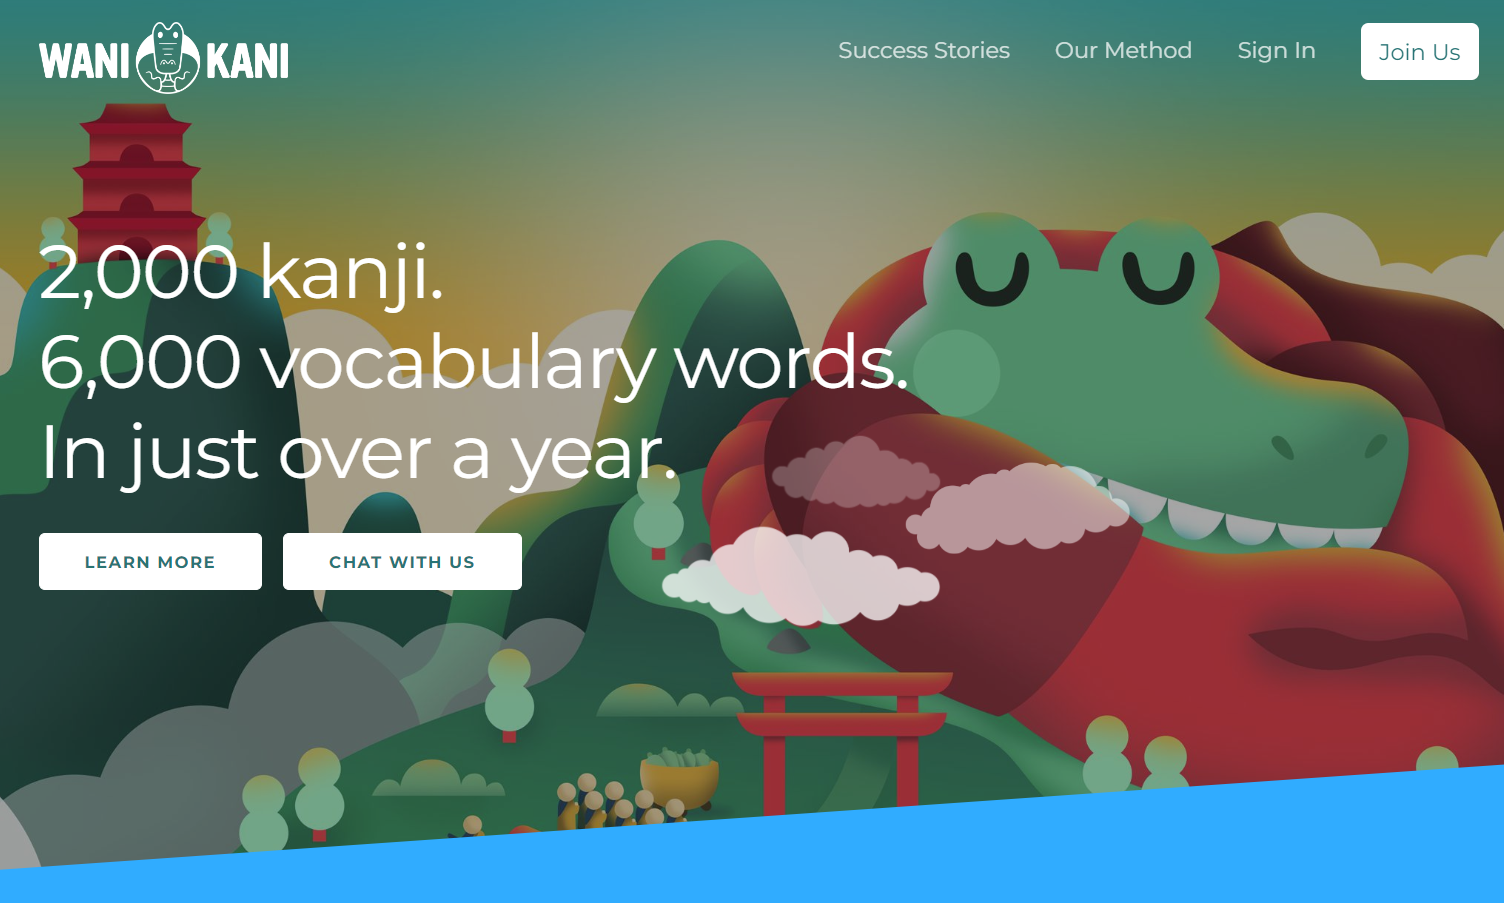 WANI KANI
Success Stories
Our Method
Sign In
Join Us
2,000 kanji.
6,000 vocabulary words.
In just over a year.
LEARN MORE
CHAT WITH US